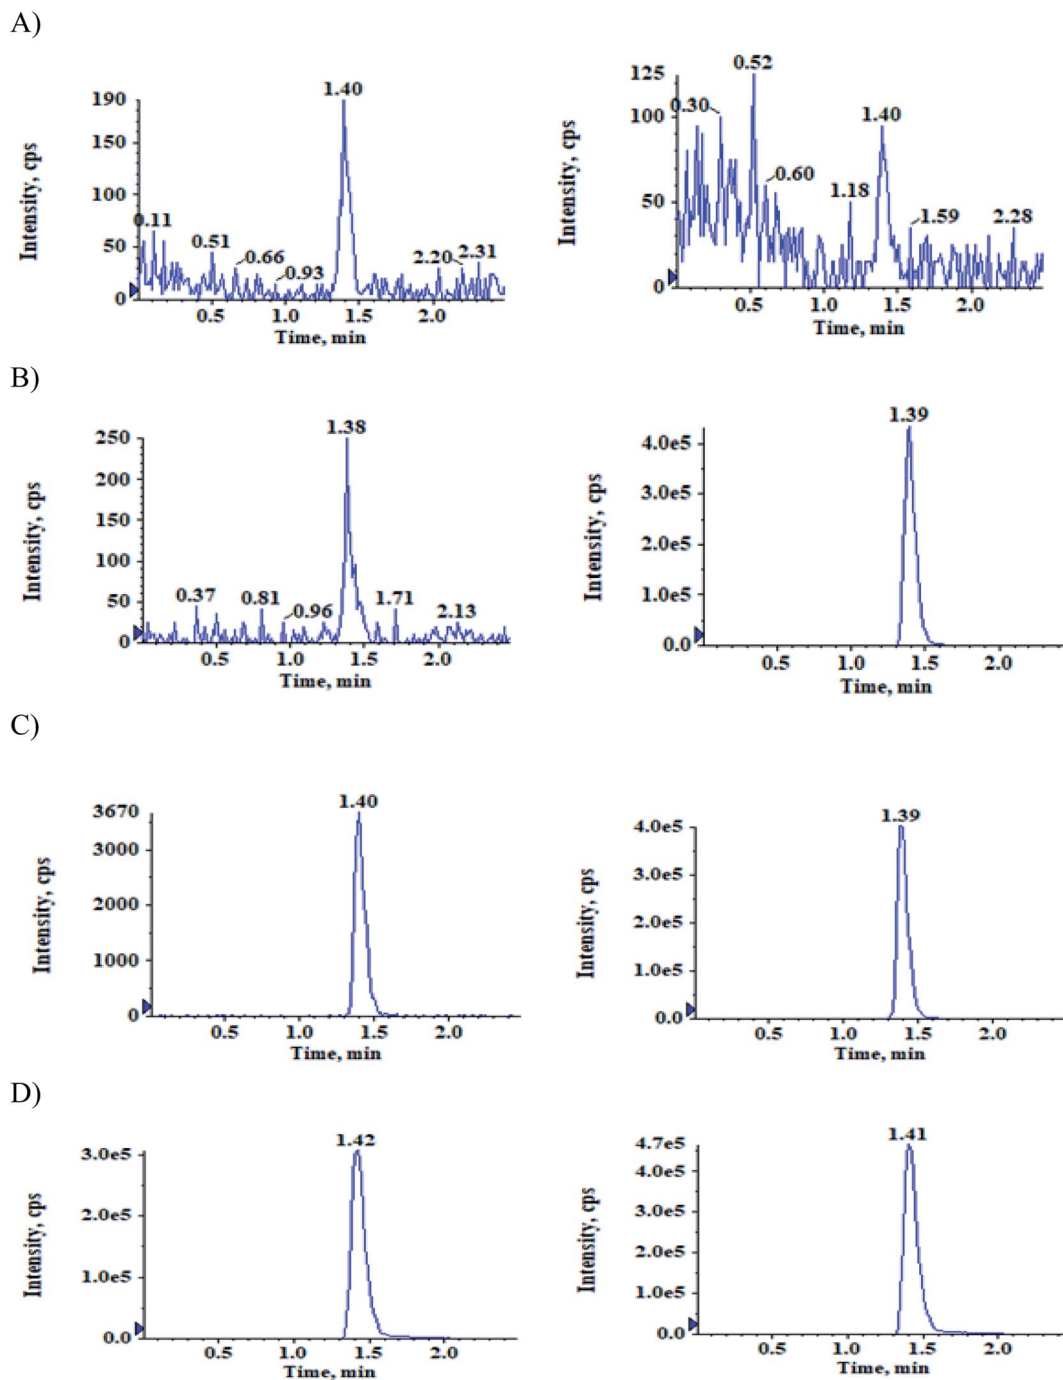 A)
190
150
100
50
0
Intensity, cps
0.11
0.51
0.66
0.93
1.40
2.20
2.31
0.5 1.0 1.5 2.0
Time, min
125
100
50
0
Intensity, cps
0.30
0.52
0.60
1.18
1.40
1.59
2.28
0.5 1.0 1.5 2.0
Time, min
B)
250
200
150
100
50
0
Intensity, cps
0.37
0.81
0.96
1.38
1.71
2.13
0.5 1.0 1.5 2.0
Time, min
4.0e5
3.0e5
2.0e5
1.0e5
0.0
Intensity, cps
1.39
0.5 1.0 1.5 2.0
Time, min
C)
3670
3000
2000
1000
0
Intensity, cps
1.40
0.5 1.0 1.5 2.0
Time, min
4.0e5
3.0e5
2.0e5
1.0e5
0.0
Intensity, cps
1.39
0.5 1.0 1.5 2.0
Time, min
D)
3.0e5
2.0e5
1.0e5
0.0
Intensity, cps
1.42
0.5 1.0 1.5 2.0
Time, min
4.7e5
4.0e5
3.0e5
2.0e5
1.0e5
0.0
Intensity, cps
1.41
0.5 1.0 1.5 2.0
Time, min